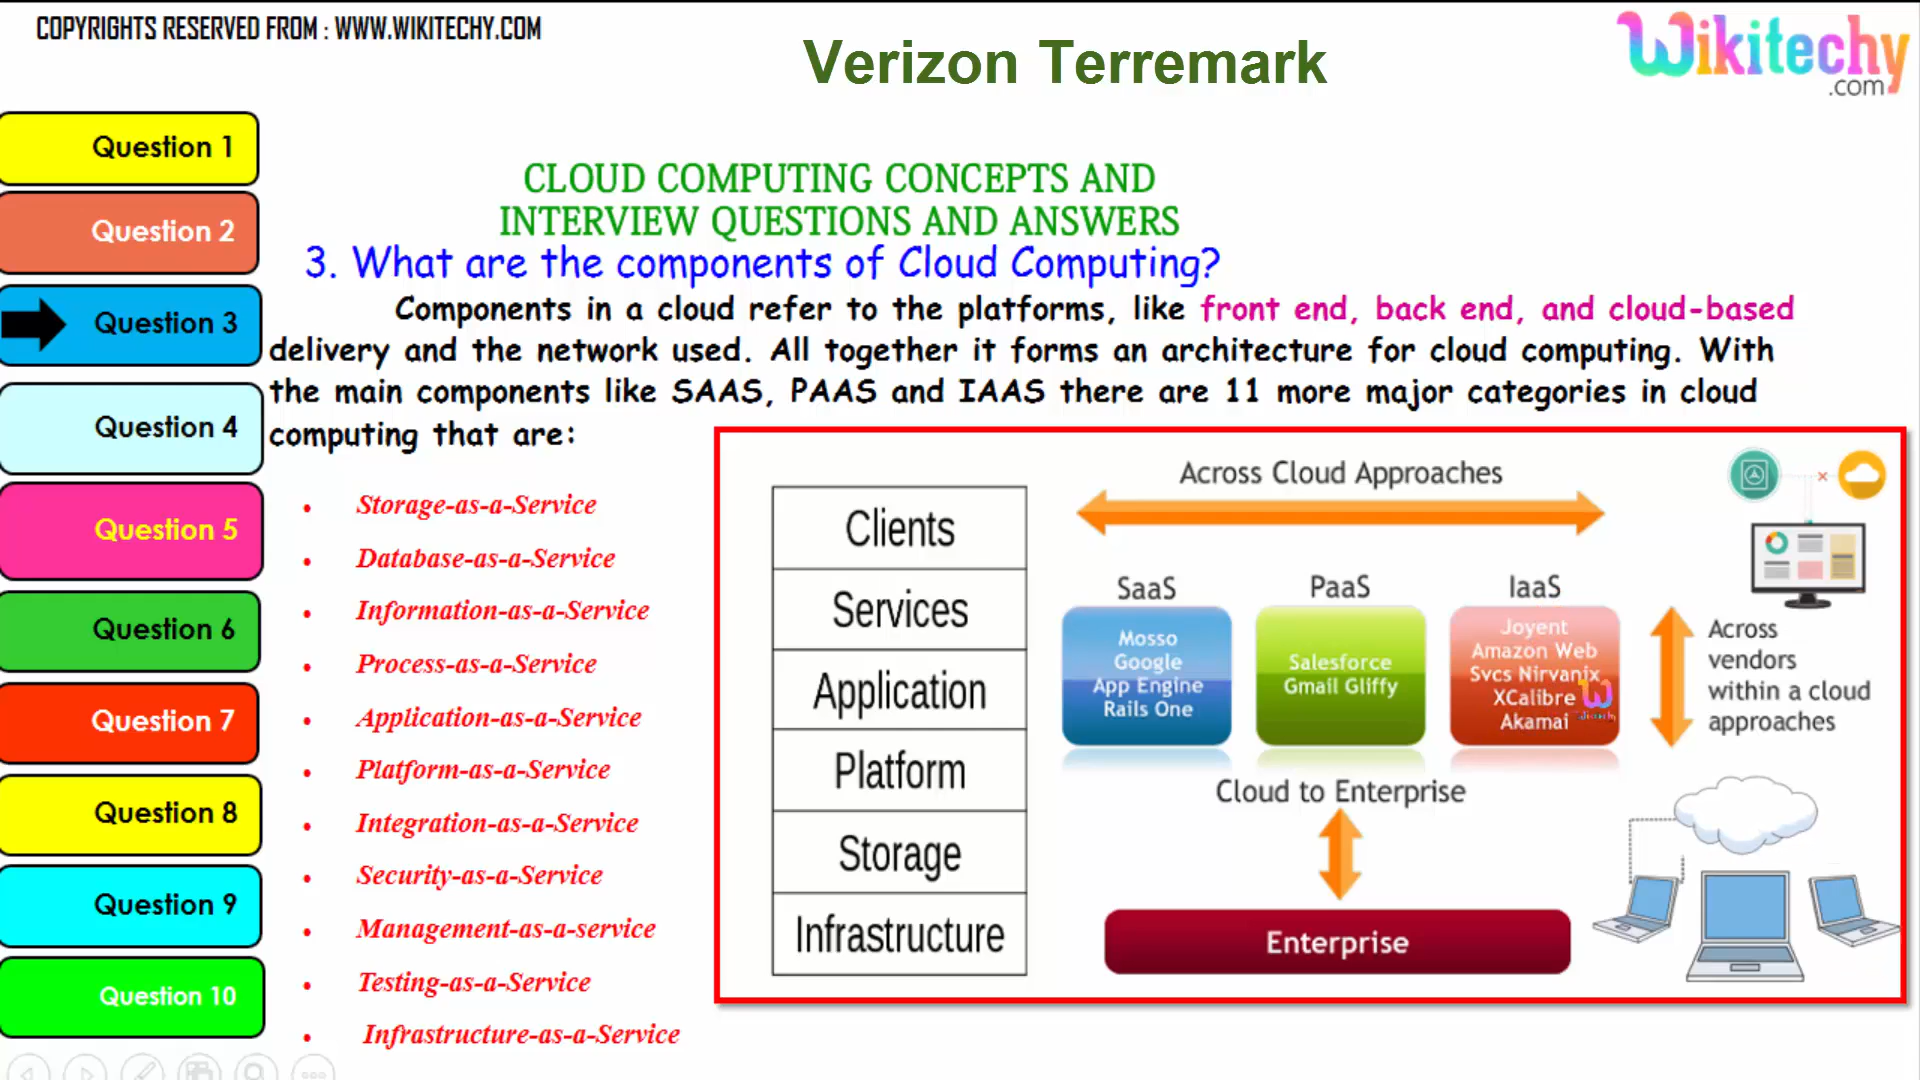 COPYRIGHTS RESERVED FROM : WWW.WIKITECHY.COM
Verizon Terremark
Wikitechy
.com
Question 1
Question 2
Question 3
Question 4
Question 5
Question 6
Question 7
Question 8
Question 9
Question 10
CLOUD COMPUTING CONCEPTS AND
INTERVIEW QUESTIONS AND ANSWERS
3. What are the components of Cloud Computing?
Components in a cloud refer to the platforms, like front end, back end, and cloud-based
delivery and the network used. All together it forms an architecture for cloud computing. With
the main components like SAAS, PAAS and IAAS there are 11 more major categories in cloud
computing that are:
• Storage-as-a-Service
• Database-as-a-Service
• Information-as-a-Service
• Process-as-a-Service
• Application-as-a-Service
• Platform-as-a-Service
• Integration-as-a-Service
• Security-as-a-Service
• Management-as-a-service
• Testing-as-a-Service
• Infrastructure-as-a-Service
Clients
Services
Application
Platform
Storage
Infrastructure
Across Cloud Approaches
SaaS
Mosso
Google
App Engine
Rails One
PaaS
Salesforce
Gmail Gliffy
IaaS
Joyent
Amazon Web
Svcs Nirvanix
XCalibre
Akamai
Wikitechy
Across
vendors
within a cloud
approaches
Cloud to Enterprise
Enterprise